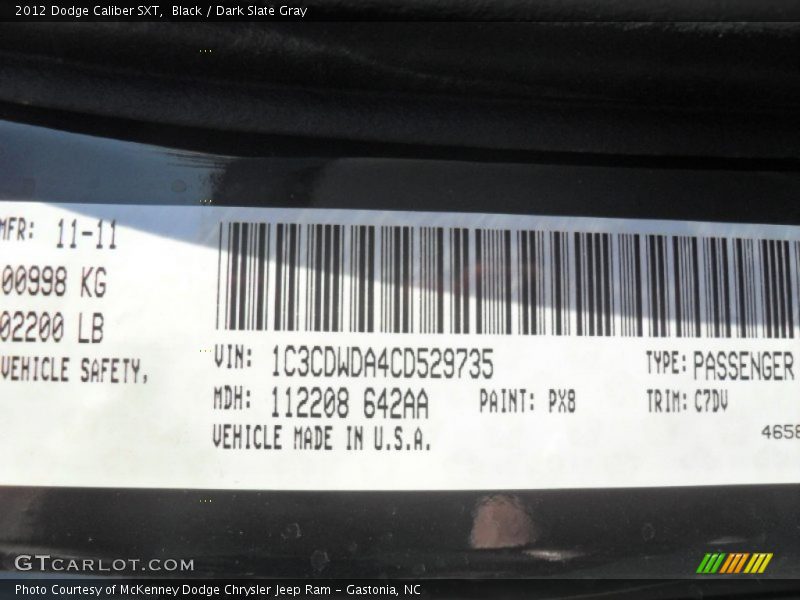 2012 Dodge Caliber SXT, Black / Dark Slate Gray
MFR: 11-11
00998 KG
02200 LB
VEHICLE SAFETY,
VIN: 1C3CDWDA4CD529735 TYPE: PASSENGER
MDH: 112208 642AA PAINT: PX8 TRIM: C7DV
VEHICLE MADE IN U.S.A.
4658
GTCARLOT.COM
Photo Courtesy of McKenney Dodge Chrysler Jeep Ram - Gastonia, NC